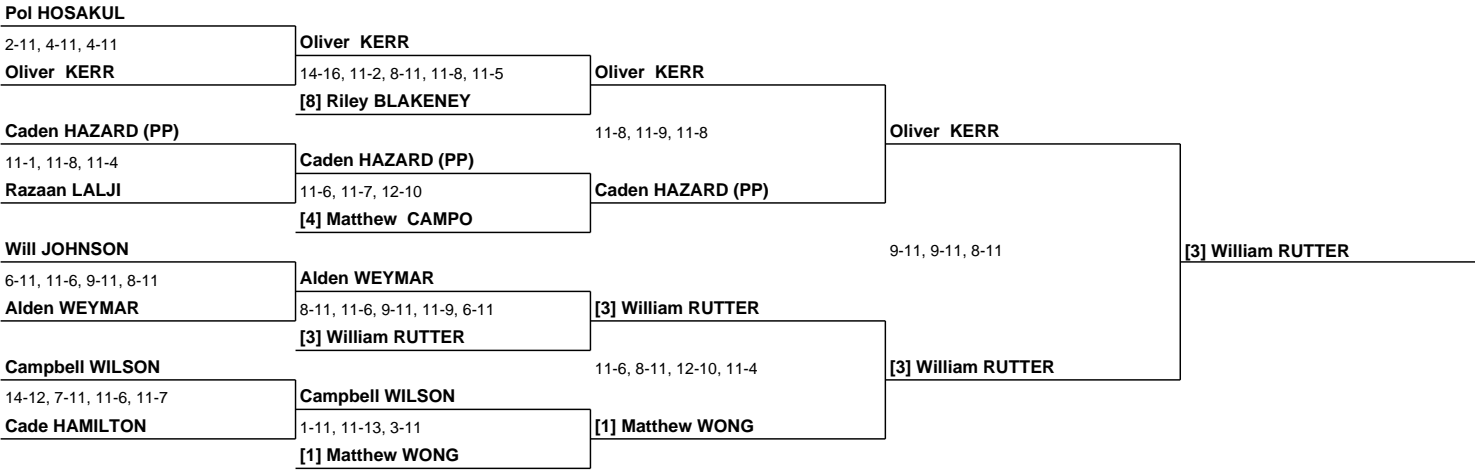 Pol HOSAKUL
2-11, 4-11, 4-11
Oliver KERR
Oliver KERR
14-16, 11-2, 8-11, 11-8, 11-5
[8] Riley BLAKENEY
Oliver KERR
Caden HAZARD (PP)
11-1, 11-8, 11-4
Razaan LALJI
Caden HAZARD (PP)
11-6, 11-7, 12-10
[4] Matthew CAMPO
11-8, 11-9, 11-8
Caden HAZARD (PP)
Oliver KERR
Will JOHNSON
6-11, 11-6, 9-11, 8-11
Alden WEYMAR
Alden WEYMAR
8-11, 11-6, 9-11, 11-9, 6-11
[3] William RUTTER
[3] William RUTTER
9-11, 9-11, 8-11
[3] William RUTTER
Campbell WILSON
14-12, 7-11, 11-6, 11-7
Cade HAMILTON
Campbell WILSON
1-11, 11-13, 3-11
[1] Matthew WONG
11-6, 8-11, 12-10, 11-4
[1] Matthew WONG
[3] William RUTTER